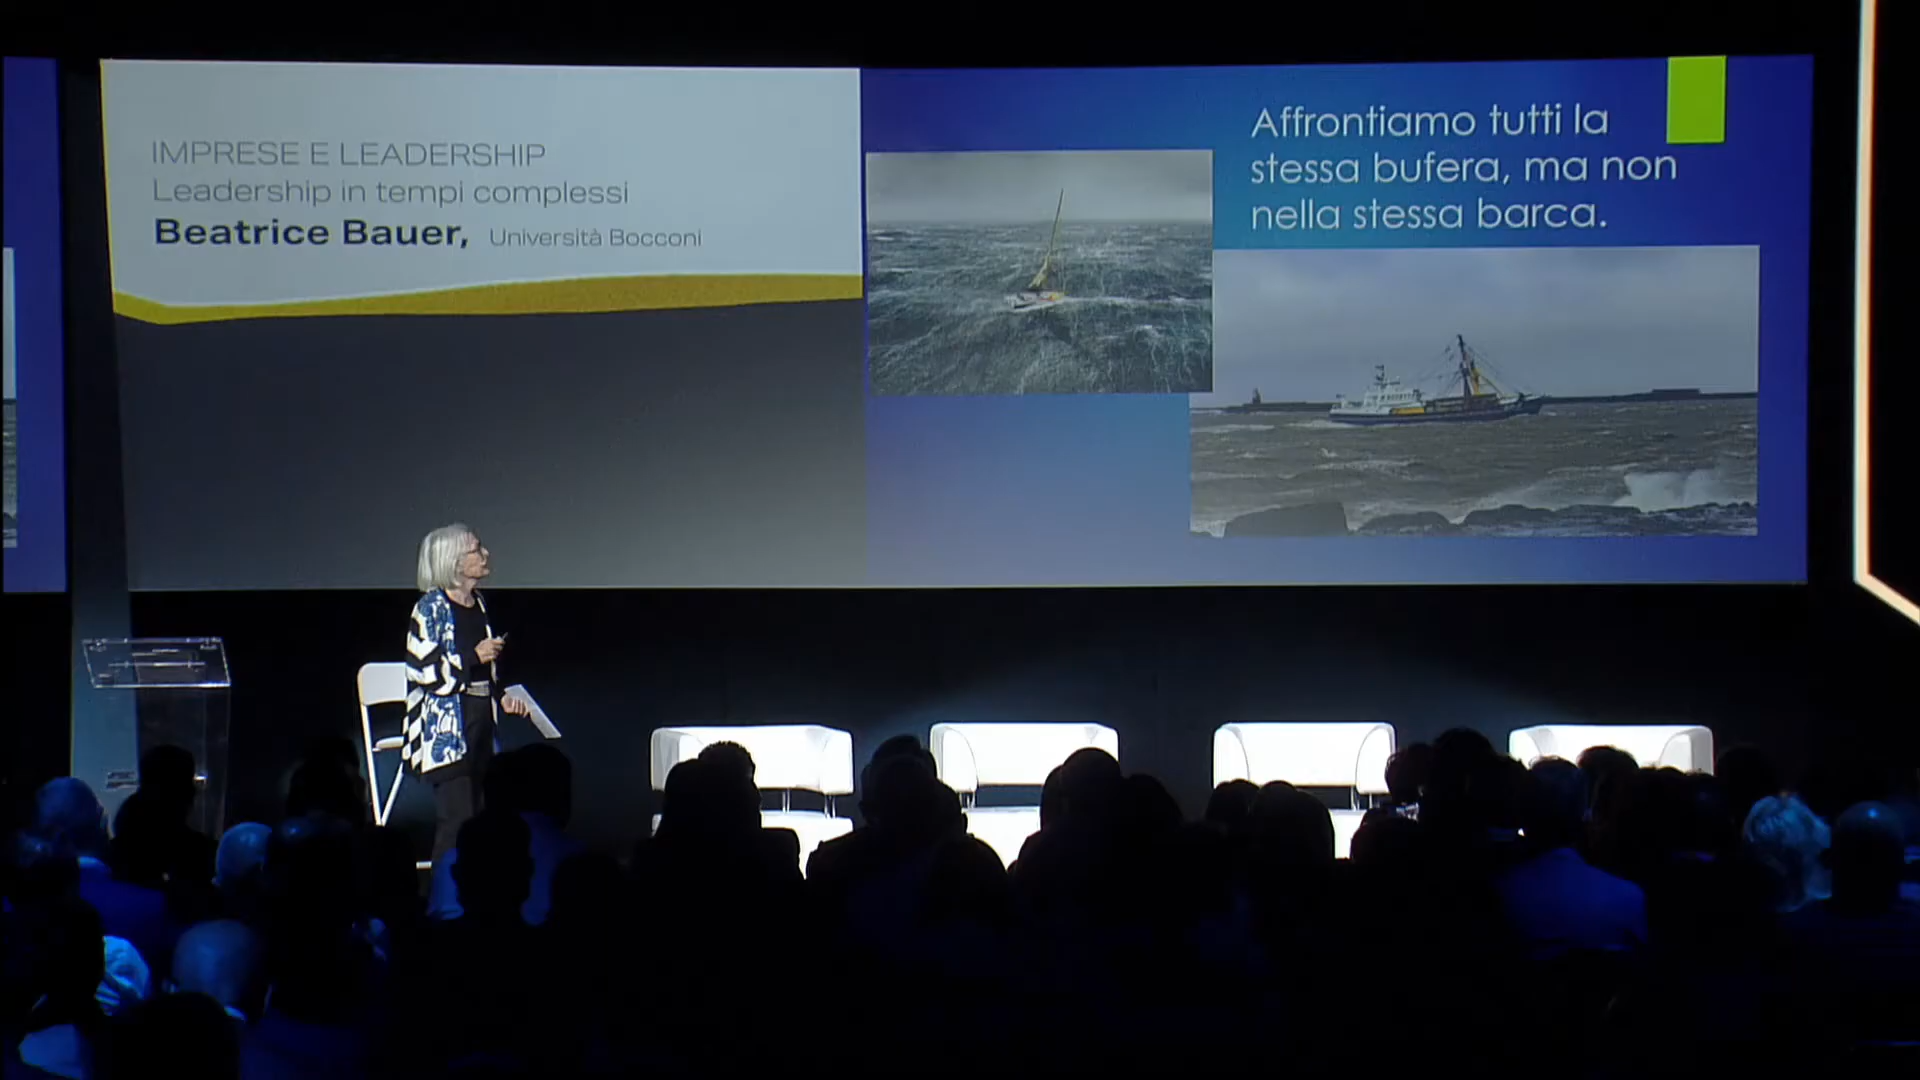 IMPRESE E LEADERSHIP
Leadership in tempi complessi
Beatrice Bauer, Università Bocconi
Affrontiamo tutti la
stessa bufera, ma non
nella stessa barca.